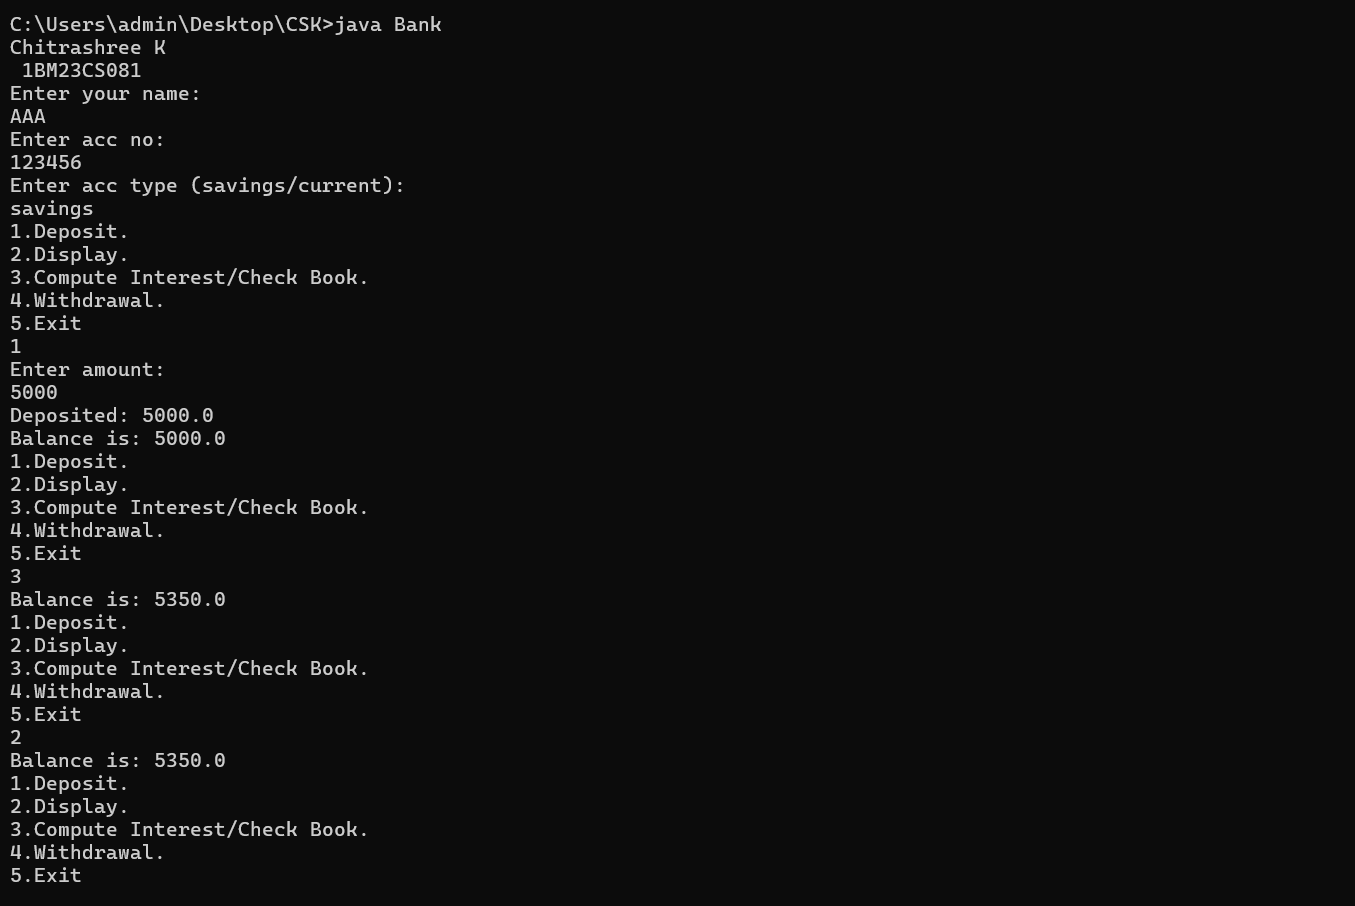 C:\Users\admin\Desktop\CSK>java Bank
Chitrashree K
 1BM23CS081
Enter your name:
AAA
Enter acc no:
123456
Enter acc type (savings/current):
savings
1.Deposit.
2.Display.
3.Compute Interest/Check Book.
4.Withdrawal.
5.Exit
1
Enter amount:
5000
Deposited: 5000.0
Balance is: 5000.0
1.Deposit.
2.Display.
3.Compute Interest/Check Book.
4.Withdrawal.
5.Exit
3
Balance is: 5350.0
1.Deposit.
2.Display.
3.Compute Interest/Check Book.
4.Withdrawal.
5.Exit
2
Balance is: 5350.0
1.Deposit.
2.Display.
3.Compute Interest/Check Book.
4.Withdrawal.
5.Exit